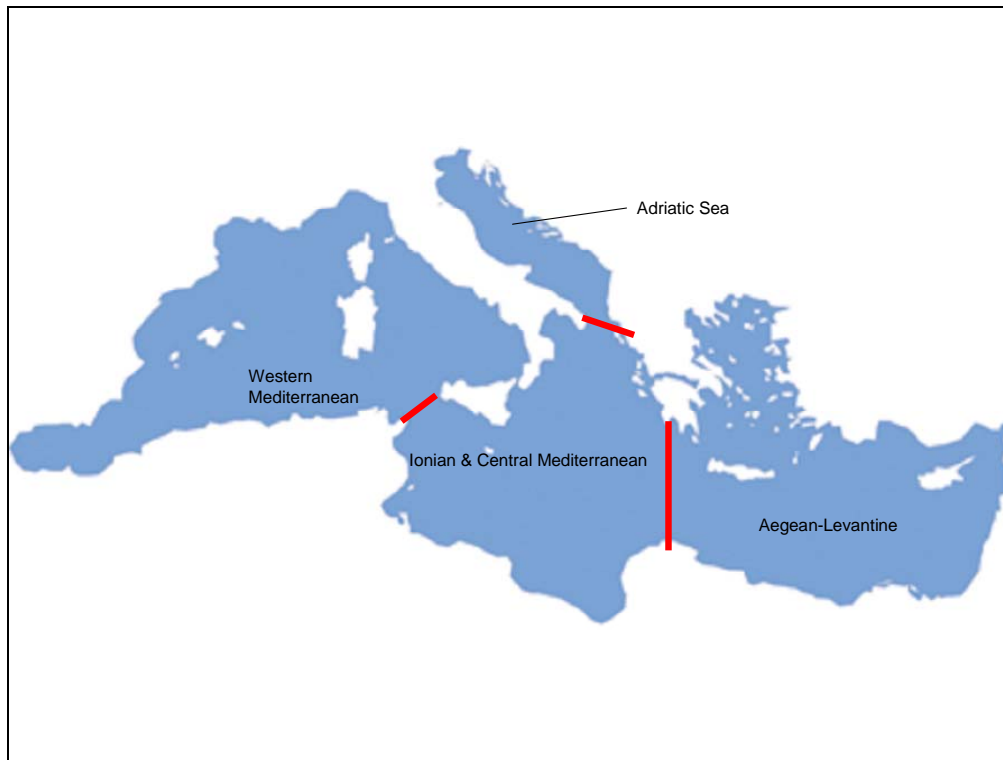 Adriatic Sea
Western
Mediterranean
Ionian & Central Mediterranean
Aegean-Levantine